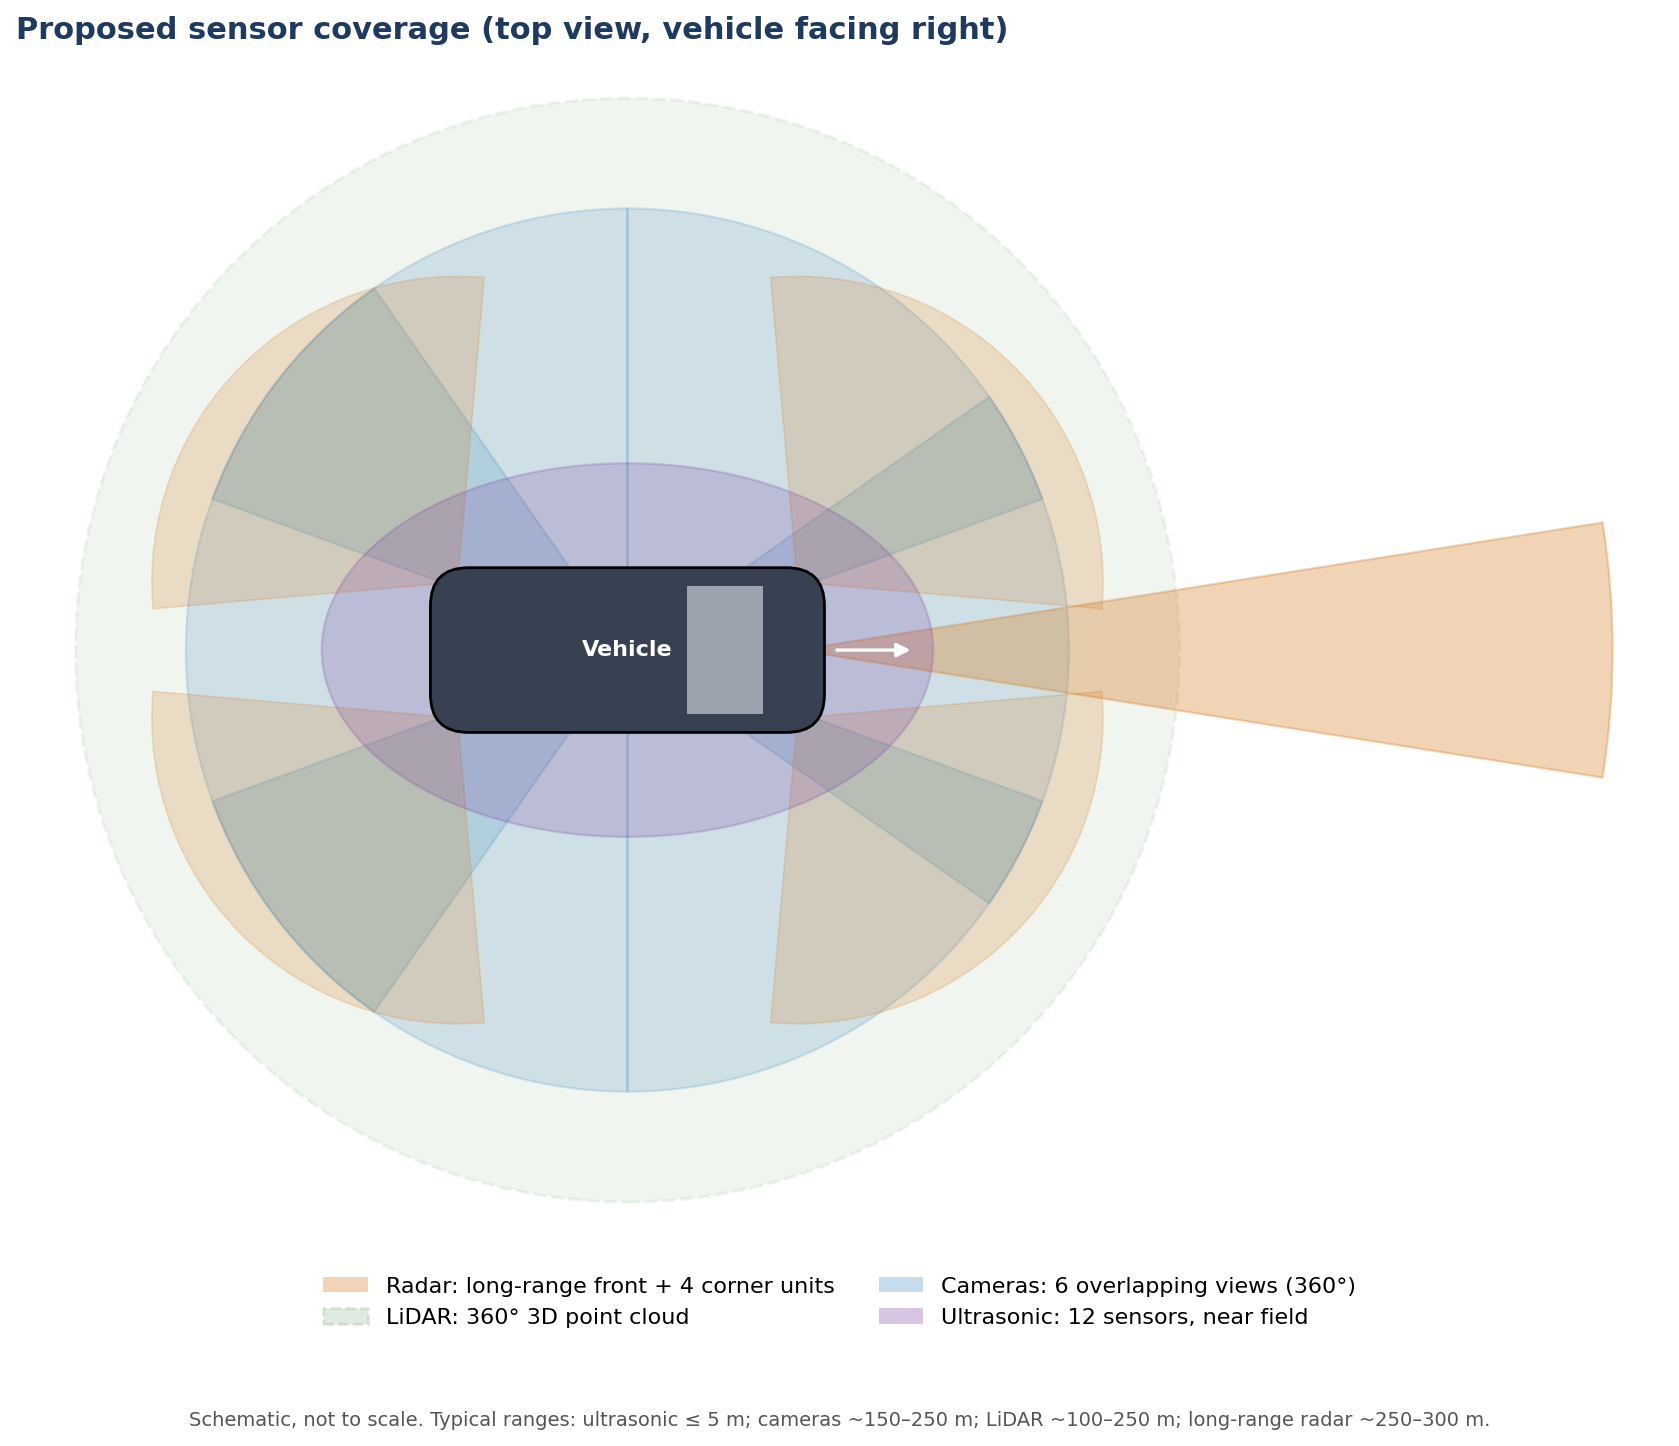 Proposed sensor coverage (top view, vehicle facing right)
Vehicle
Radar: long-range front + 4 corner units
Cameras: 6 overlapping views (360°)
LiDAR: 360° 3D point cloud
Ultrasonic: 12 sensors, near field
Schematic, not to scale. Typical ranges: ultrasonic ≤ 5 m; cameras ~150–250 m; LiDAR ~100–250 m; long-range radar ~250–300 m.